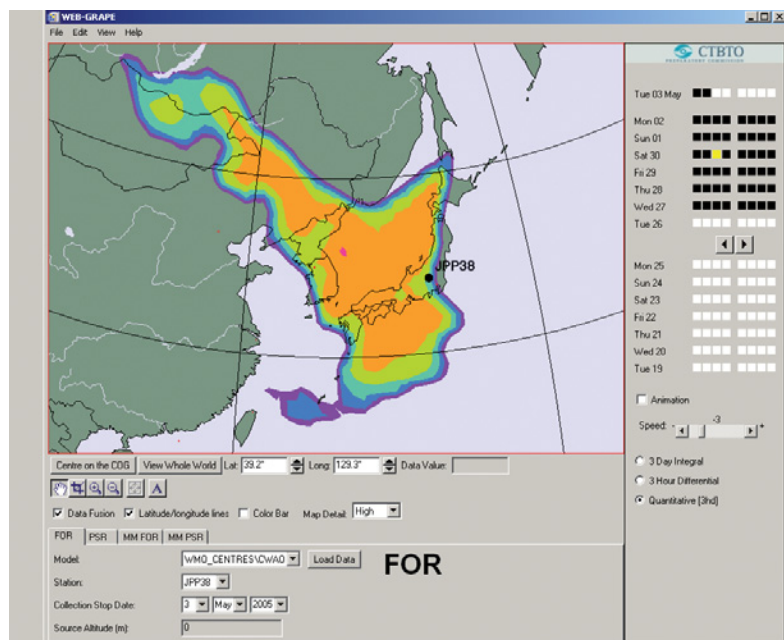 WEB-GRAPE
File Edit View Help
CTBTO
PREPARATORY COMMISSION
Tue 03 May
Mon 02
Sun 01
Sat 30
Fri 29
Thu 28
Wed 27
Tue 26
Mon 25
Sun 24
Sat 23
Fri 22
Thu 21
Wed 20
Tue 19
JPP38
Animation
Speed: - -3 +
3 Day Integral
3 Hour Differential
Quantitative [3hd]
Centre on the COG View Whole World Lat: 39.2° Long: 129.3° Data Value:
A
Data Fusion Latitude/longitude lines Color Bar Map Detail: High
FOR PSR MM FOR MM PSR
Model: WMO_CENTRES\CWAO Load Data FOR
Station: JPP38
Collection Stop Date: 3 May 2005
Source Altitude (m): 0